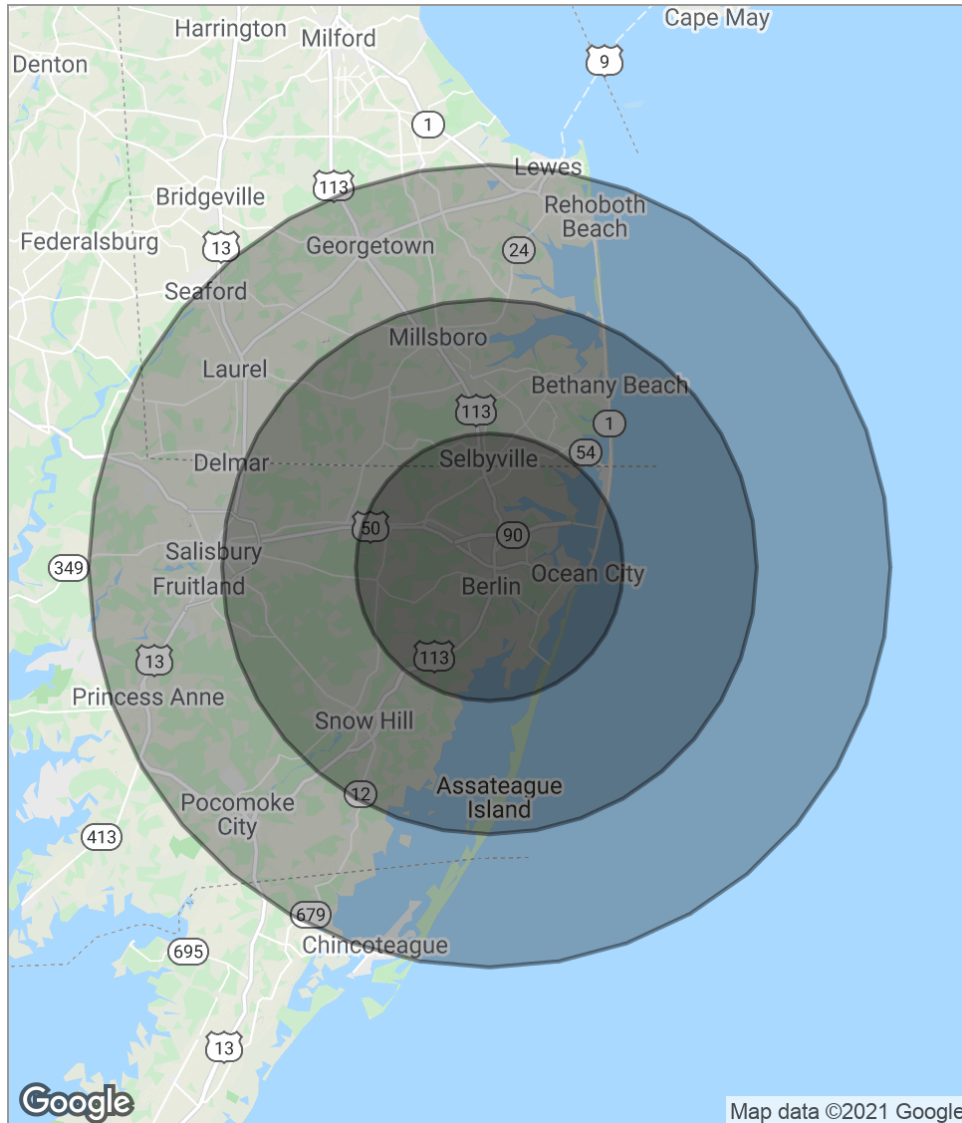 Cape May
Harrington
Milford
Denton
9
1
Lewes
113
Bridgeville
Rehoboth
Beach
Federalsburg
13
Georgetown
24
Seaford
Millsboro
Laurel
Bethany Beach
113
1
54
Delmar
Selbyville
50
90
Salisbury
349
Fruitland
Berlin
Ocean City
113
13
Princess Anne
Snow Hill
Assateague
Island
12
Pocomoke
City
413
679
Chincoteague
695
13
Google
Map data ©2021 Google